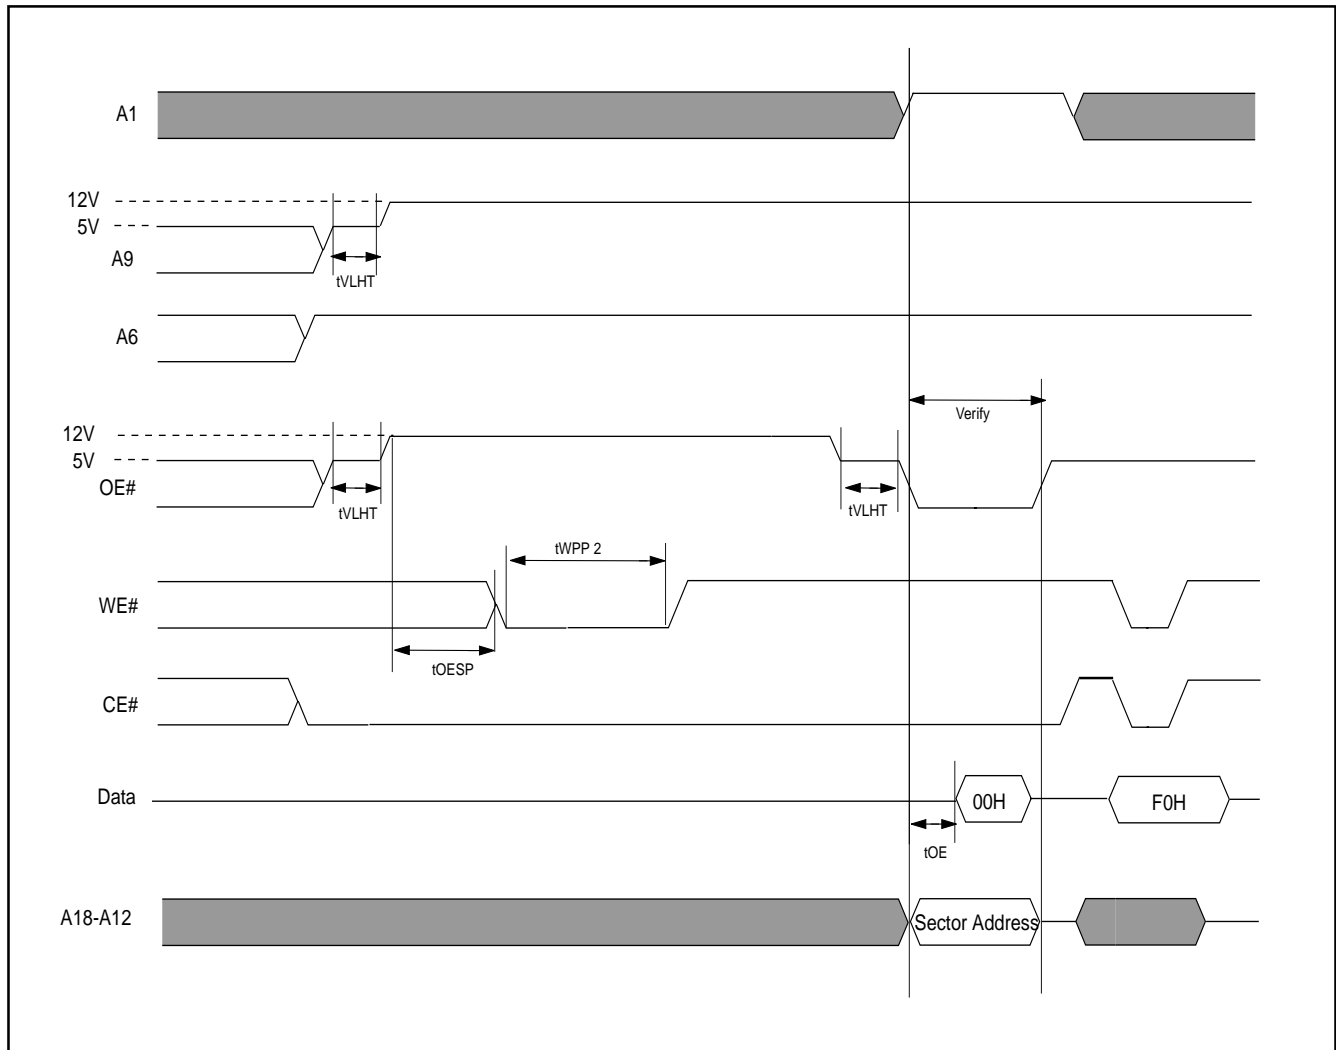 A1
12V
5V
A9
tVLHT
A6
Verify
12V
5V
OE#
tVLHT
tVLHT
tWPP 2
WE#
tOESP
CE#
Data
00H
F0H
tOE
A18-A12
Sector Address